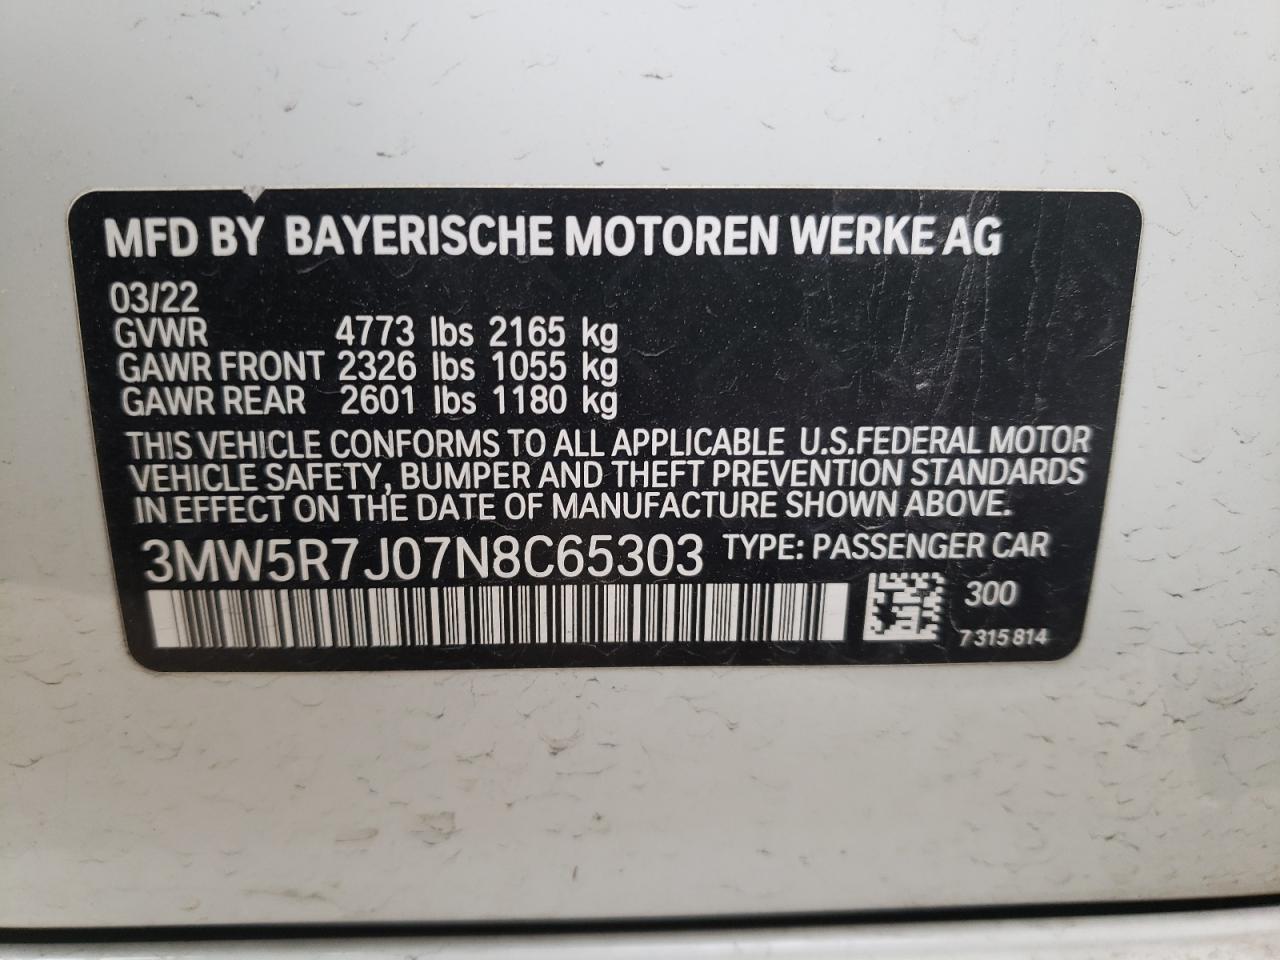 MFD BY BAYERISCHE MOTOREN WERKE AG
03/22
GVWR 4773 lbs 2165 kg
GAWR FRONT 2326 lbs 1055 kg
GAWR REAR 2601 lbs 1180 kg
THIS VEHICLE CONFORMS TO ALL APPLICABLE U.S.FEDERAL MOTOR
VEHICLE SAFETY, BUMPER AND THEFT PREVENTION STANDARDS
IN EFFECT ON THE DATE OF MANUFACTURE SHOWN ABOVE.
3MW5R7J07N8C65303 TYPE: PASSENGER CAR
300
7 315 814